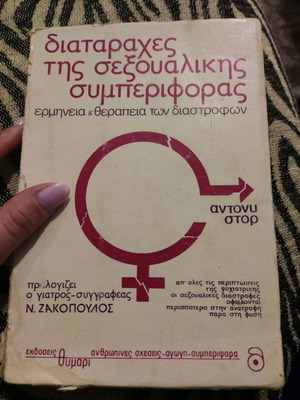 διαταραχες
της σεξουαλικης
συμπεριφορας
ερμηνεια & θεραπεια των διαστροφων
αντονυ
στορ
προλογιζει
ο γιατρος-συγγραφεας
Ν. ΖΑΚΟΠΟΥΛΟΣ
απ' ολες τις περιπτωσεις
της ψυχιατρικης
οι σεξουαλικες διαστροφες
οφειλονται
περισσοτερο στην ανατροφη
παρα στη φυση
εκδοσεις θυμαρι
ανθρωπινες σχεσεις-αγωγη-συμπεριφορα